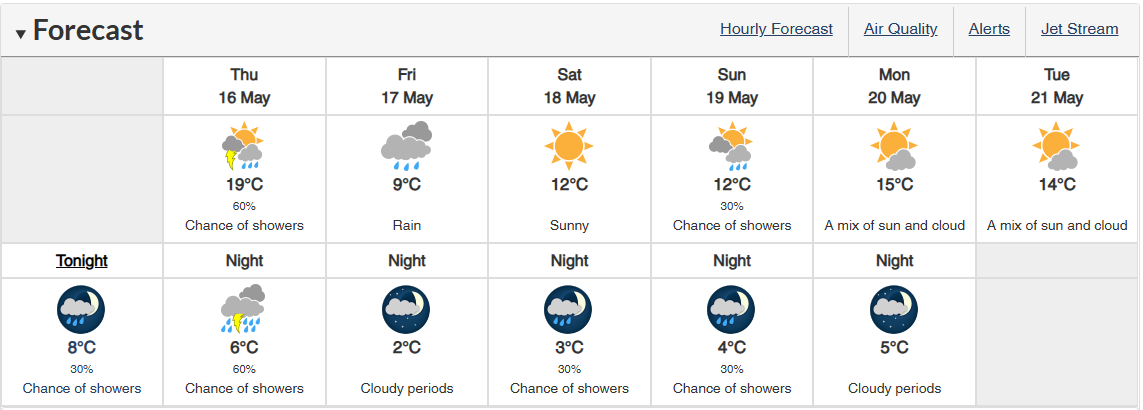 ▼ Forecast
Hourly Forecast Air Quality Alerts Jet Stream
Thu Fri Sat Sun Mon Tue
16 May 17 May 18 May 19 May 20 May 21 May
19°C 9°C 12°C 12°C 15°C 14°C
60% 30%
Chance of showers Rain Sunny Chance of showers A mix of sun and cloud A mix of sun and cloud
Tonight Night Night Night Night Night
8°C 6°C 2°C 3°C 4°C 5°C
30% 60% 30% 30%
Chance of showers Chance of showers Cloudy periods Chance of showers Chance of showers Cloudy periods